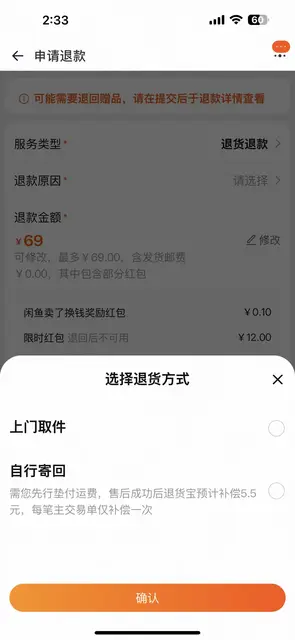 2:33
60
申请退款
可能需要退回赠品，请在提交后于退款详情查看
服务类型*
退货退款
退款原因*
请选择
退款金额*
¥69
修改
可修改，最多￥69.00，含发货邮费
￥0.00，其中包含部分红包
闲鱼卖了换钱奖励红包
￥0.10
限时红包 退回后不可用
￥12.00
选择退货方式
上门取件
自行寄回
需您先行垫付运费，售后成功后退货宝预计补偿5.5
元，每笔主交易单仅补偿一次
确认